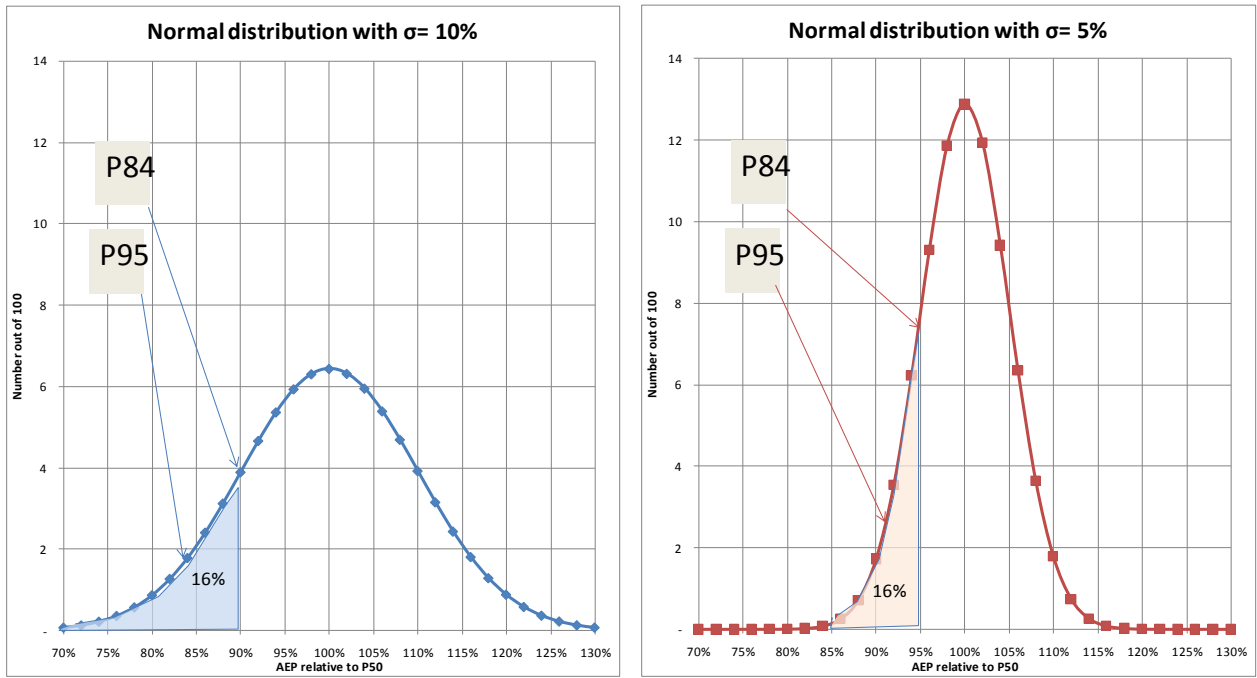 Normal distribution with σ= 10%
14
12
10
8
6
4
2
-
Number out of 100
P84
P95
16%
70% 75% 80% 85% 90% 95% 100% 105% 110% 115% 120% 125% 130%
AEP relative to P50
Normal distribution with σ= 5%
14
12
10
8
6
4
2
-
Number out of 100
P84
P95
16%
70% 75% 80% 85% 90% 95% 100% 105% 110% 115% 120% 125% 130%
AEP relative to P50